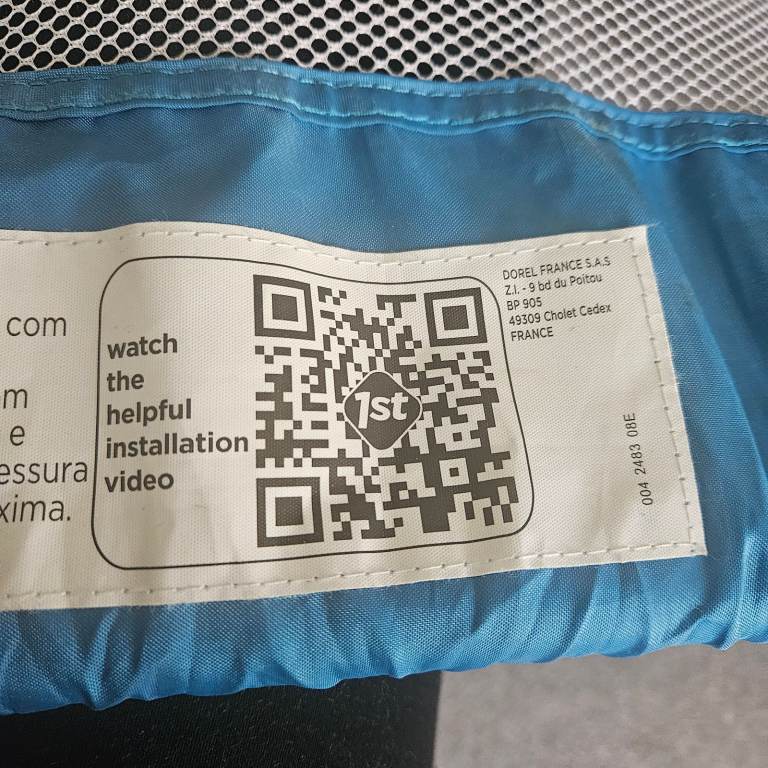 com
m
e
essura
xima.
watch
the
helpful
installation
video
1st
DOREL FRANCE S.A.S
Z.I. - 9 bd du Poitou
BP 905
49309 Cholet Cedex
FRANCE
004 2483 08E